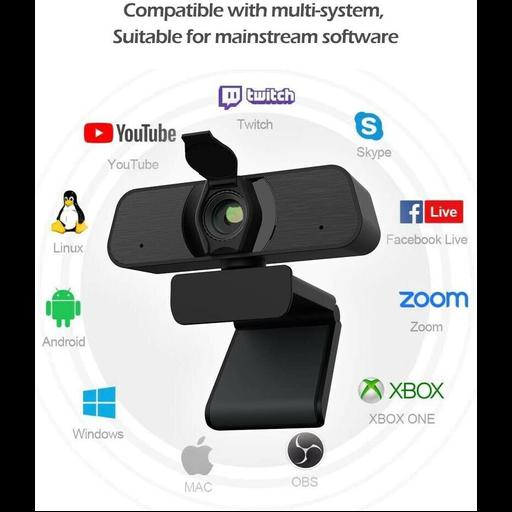 Compatible with multi-system,
Suitable for mainstream software
twitch
Twitch
YouTube
YouTube
Skype
Linux
f Live
Facebook Live
Android
zoom
Zoom
XBOX
XBOX ONE
Windows
MAC
OBS